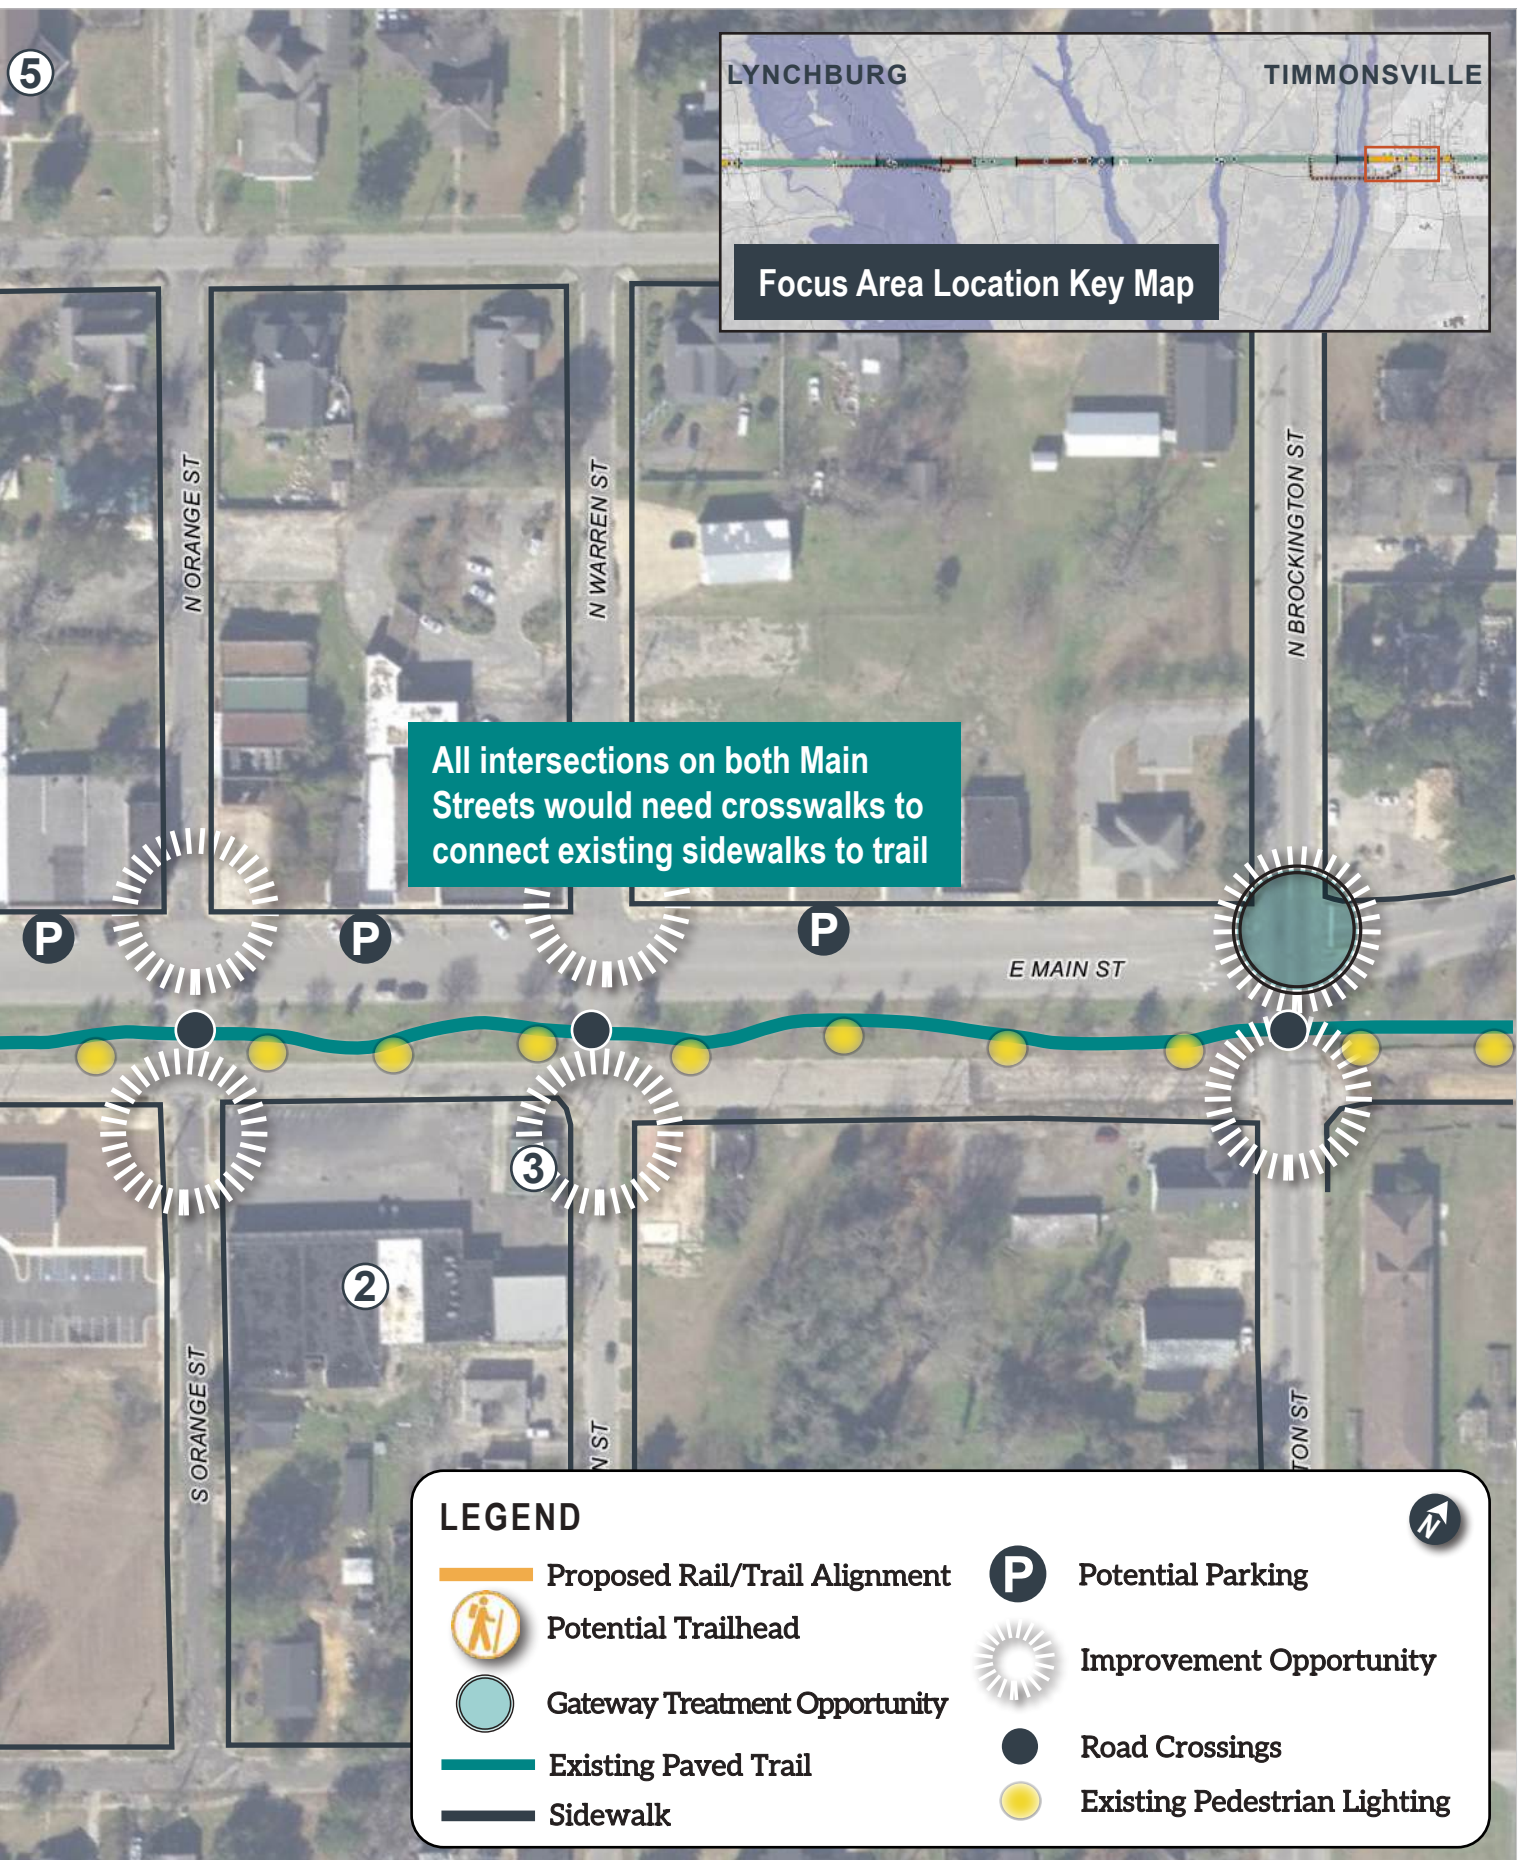 5
LYNCHBURG
TIMMONSVILLE
Focus Area Location Key Map
N ORANGE ST
N WARREN ST
N BROCKINGTON ST
All intersections on both Main
Streets would need crosswalks to
connect existing sidewalks to trail
P
P
P
E MAIN ST
3
2
S ORANGE ST
N ST
TON ST
LEGEND
N
Proposed Rail/Trail Alignment
Potential Trailhead
Gateway Treatment Opportunity
Existing Paved Trail
Sidewalk
P
Potential Parking
Improvement Opportunity
Road Crossings
Existing Pedestrian Lighting